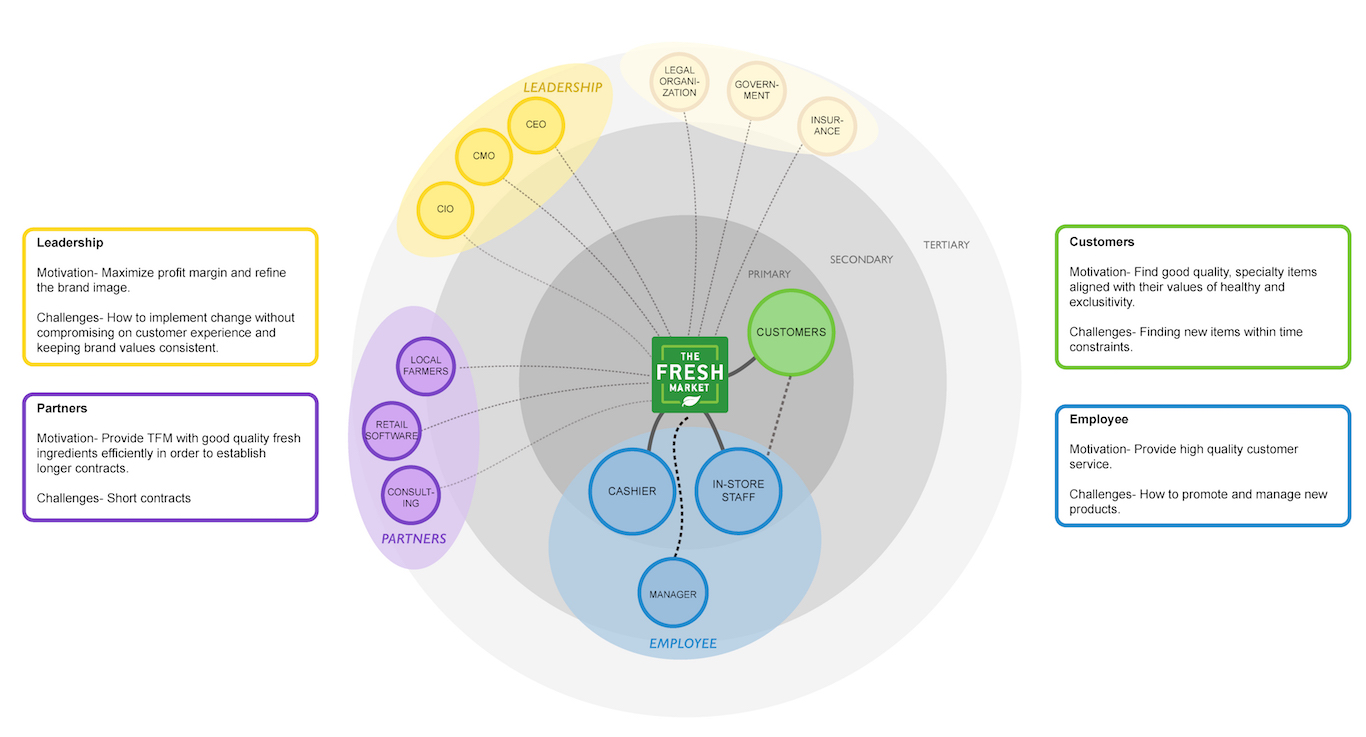 LEADERSHIP
CEO
CMO
CIO
LEGAL
ORGANI-
ZATION
GOVERN-
MENT
INSUR-
ANCE
TERTIARY
SECONDARY
PRIMARY
Leadership
Motivation- Maximize profit margin and refine
the brand image.
Challenges- How to implement change without
compromising on customer experience and
keeping brand values consistent.
Partners
Motivation- Provide TFM with good quality fresh
ingredients efficiently in order to establish
longer contracts.
Challenges- Short contracts
LOCAL
FARMERS
RETAIL
SOFTWARE
CONSULT-
ING
PARTNERS
THE
FRESH
MARKET
CUSTOMERS
CASHIER
IN-STORE
STAFF
MANAGER
EMPLOYEE
Customers
Motivation- Find good quality, specialty items
aligned with their values of healthy and
exclusitivity.
Challenges- Finding new items within time
constraints.
Employee
Motivation- Provide high quality customer
service.
Challenges- How to promote and manage new
products.